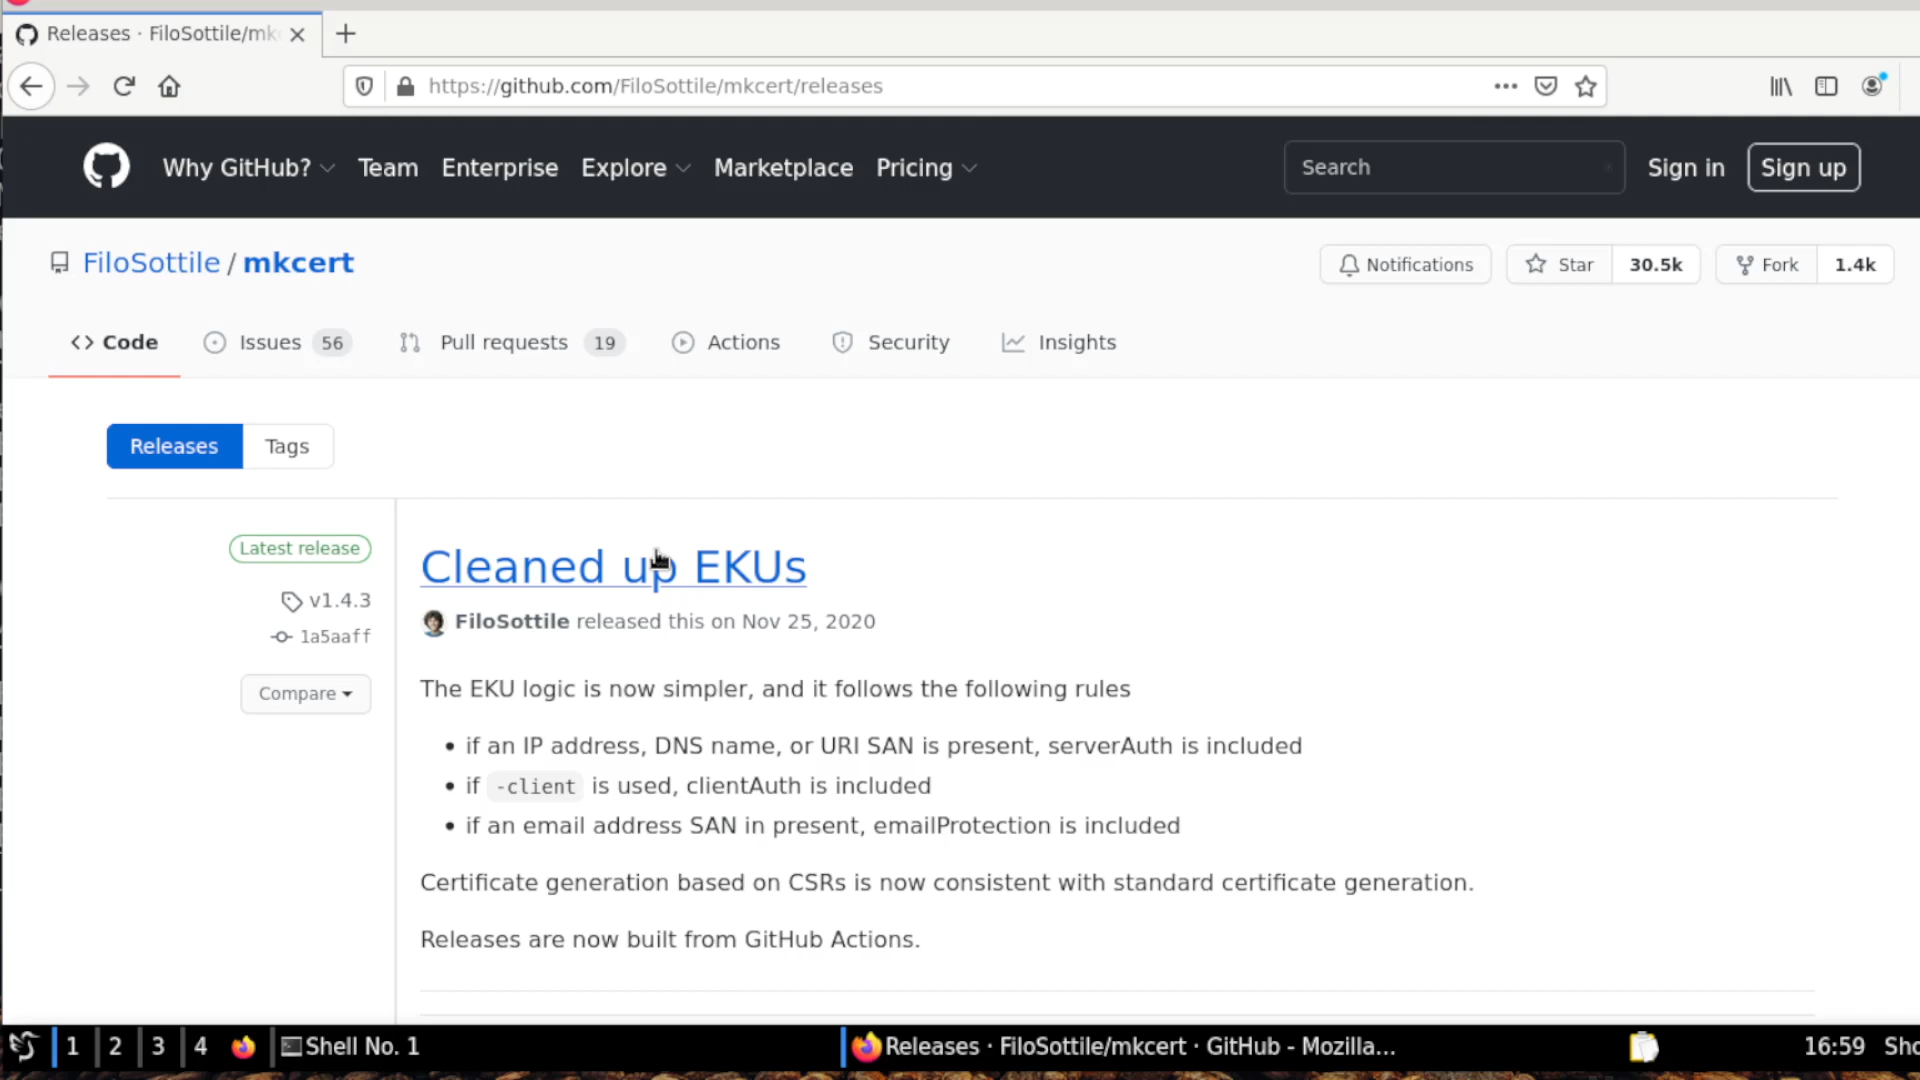 Releases · FiloSottile/mk
https://github.com/FiloSottile/mkcert/releases
Why GitHub? Team Enterprise Explore Marketplace Pricing Search Sign in Sign up
FiloSottile / mkcert Notifications Star 30.5k Fork 1.4k
Code Issues 56 Pull requests 19 Actions Security Insights
Releases Tags
Latest release
v1.4.3
1a5aaff
Compare
Cleaned up EKUs
FiloSottile released this on Nov 25, 2020
The EKU logic is now simpler, and it follows the following rules
• if an IP address, DNS name, or URI SAN is present, serverAuth is included
• if -client is used, clientAuth is included
• if an email address SAN in present, emailProtection is included
Certificate generation based on CSRs is now consistent with standard certificate generation.
Releases are now built from GitHub Actions.
1 2 3 4 Shell No. 1 Releases · FiloSottile/mkcert · GitHub - Mozilla... 16:59